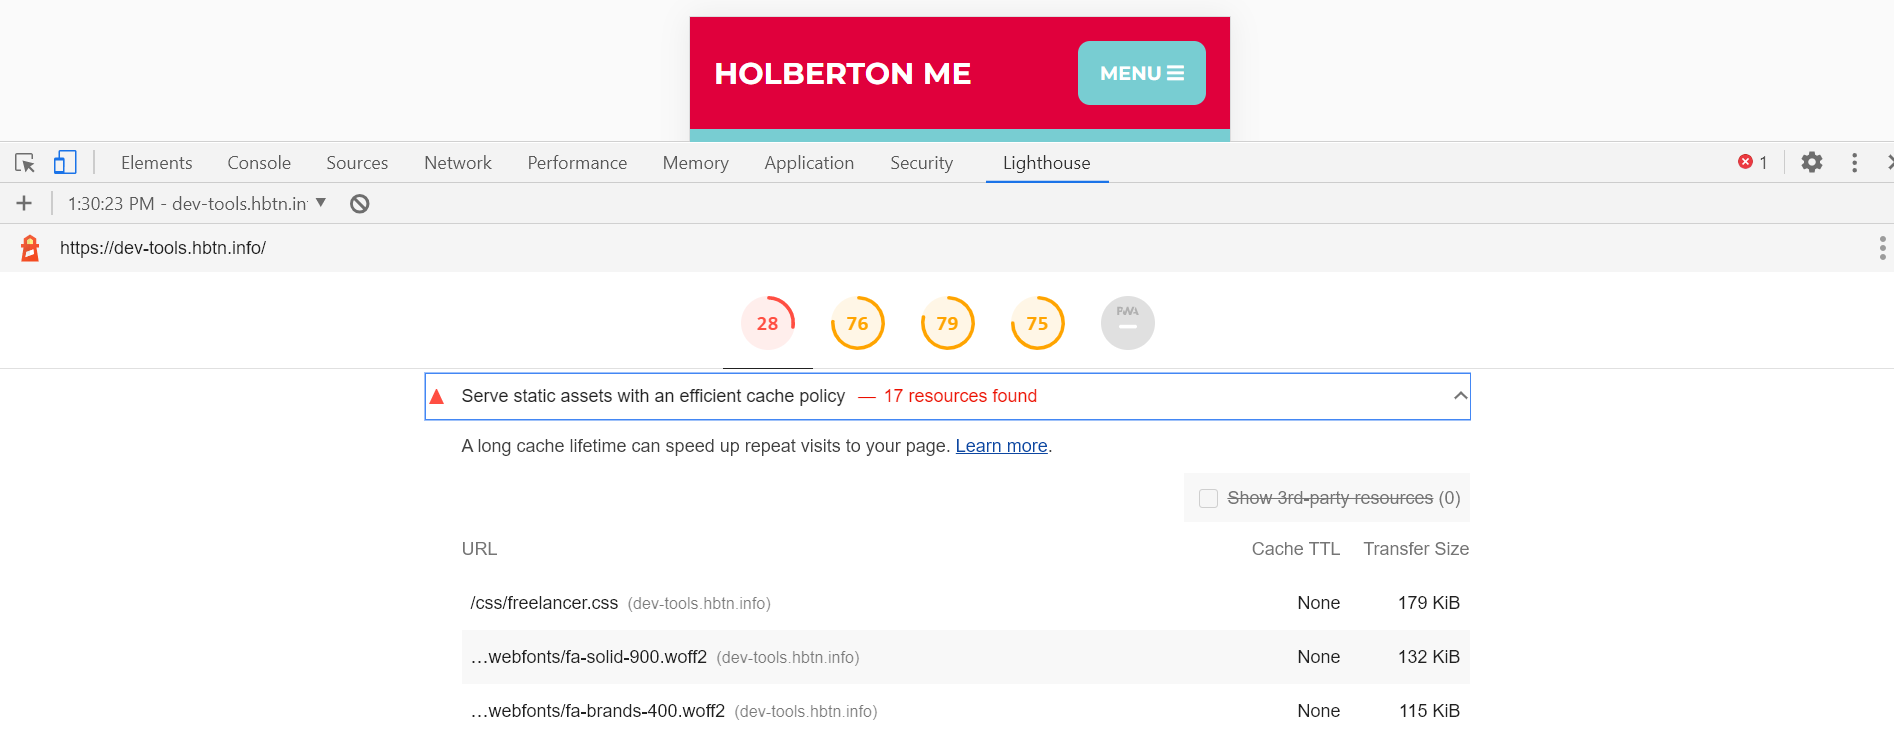 HOLBERTON ME MENU
Elements Console Sources Network Performance Memory Application Security Lighthouse 1
1:30:23 PM - dev-tools.hbtn.in
https://dev-tools.hbtn.info/
28 76 79 75 PWA
Serve static assets with an efficient cache policy — 17 resources found
A long cache lifetime can speed up repeat visits to your page. Learn more.
Show 3rd-party resources (0)
URL Cache TTL Transfer Size
/css/freelancer.css (dev-tools.hbtn.info) None 179 KiB
…webfonts/fa-solid-900.woff2 (dev-tools.hbtn.info) None 132 KiB
…webfonts/fa-brands-400.woff2 (dev-tools.hbtn.info) None 115 KiB